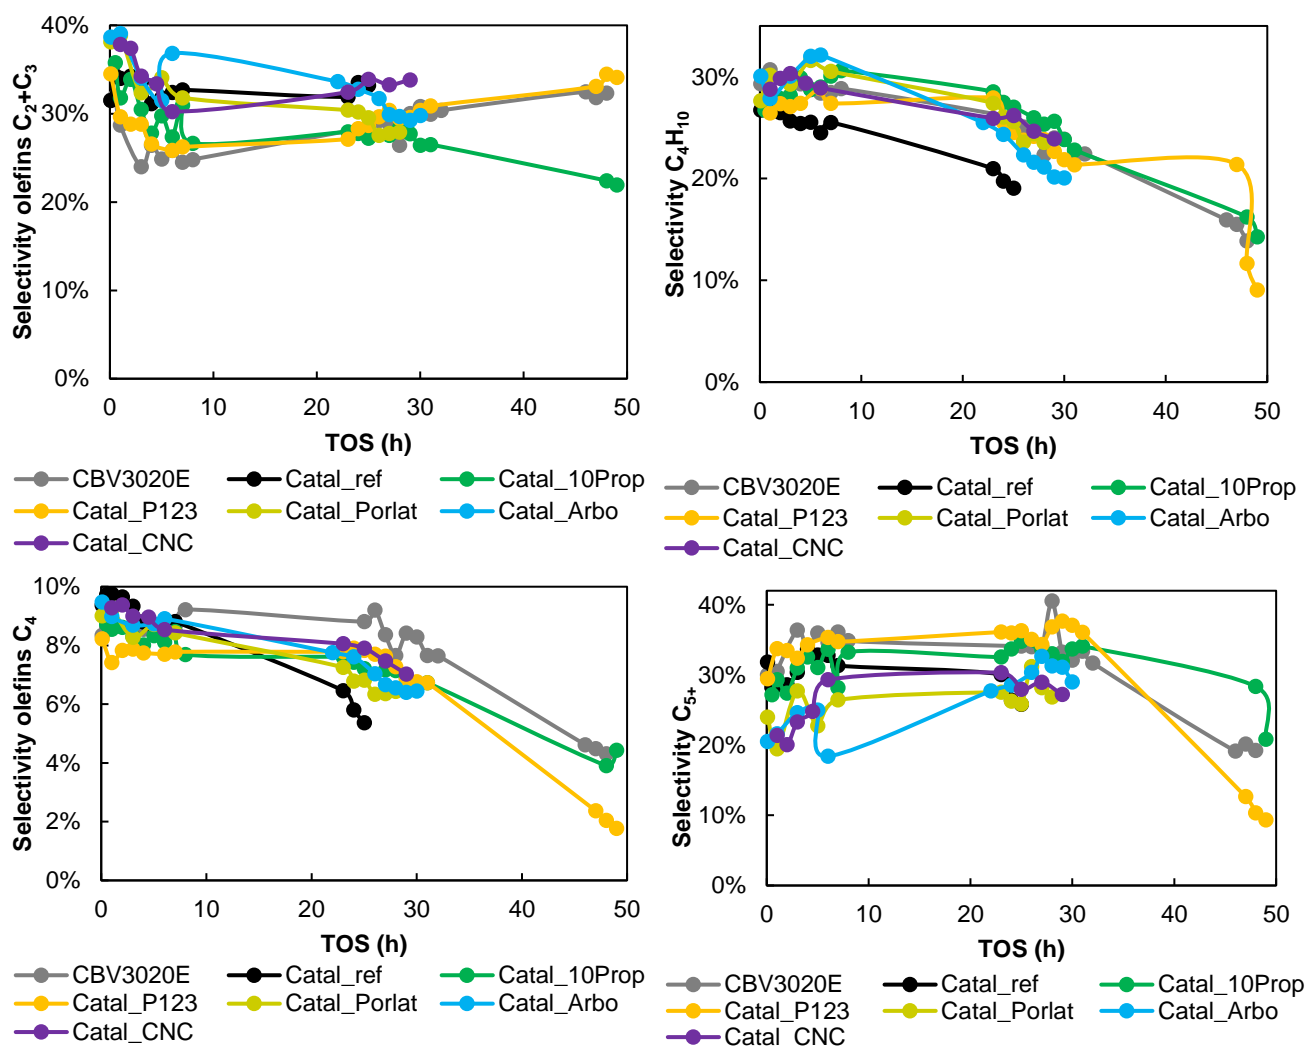 Selectivity olefins C2+C3
40%
30%
20%
10%
0%
0 10 20 30 40 50
TOS (h)
CBV3020E Catal_ref Catal_10Prop
Catal_P123 Catal_Porlat Catal_Arbo
Catal_CNC
Selectivity C4H10
30%
20%
10%
0%
0 10 20 30 40 50
TOS (h)
CBV3020E Catal_ref Catal_10Prop
Catal_P123 Catal_Porlat Catal_Arbo
Catal_CNC
Selectivity olefins C4
10%
8%
6%
4%
2%
0%
0 10 20 30 40 50
TOS (h)
CBV3020E Catal_ref Catal_10Prop
Catal_P123 Catal_Porlat Catal_Arbo
Catal_CNC
Selectivity C5+
40%
30%
20%
10%
0%
0 10 20 30 40 50
TOS (h)
CBV3020E Catal_ref Catal_10Prop
Catal_P123 Catal_Porlat Catal_Arbo
Catal CNC